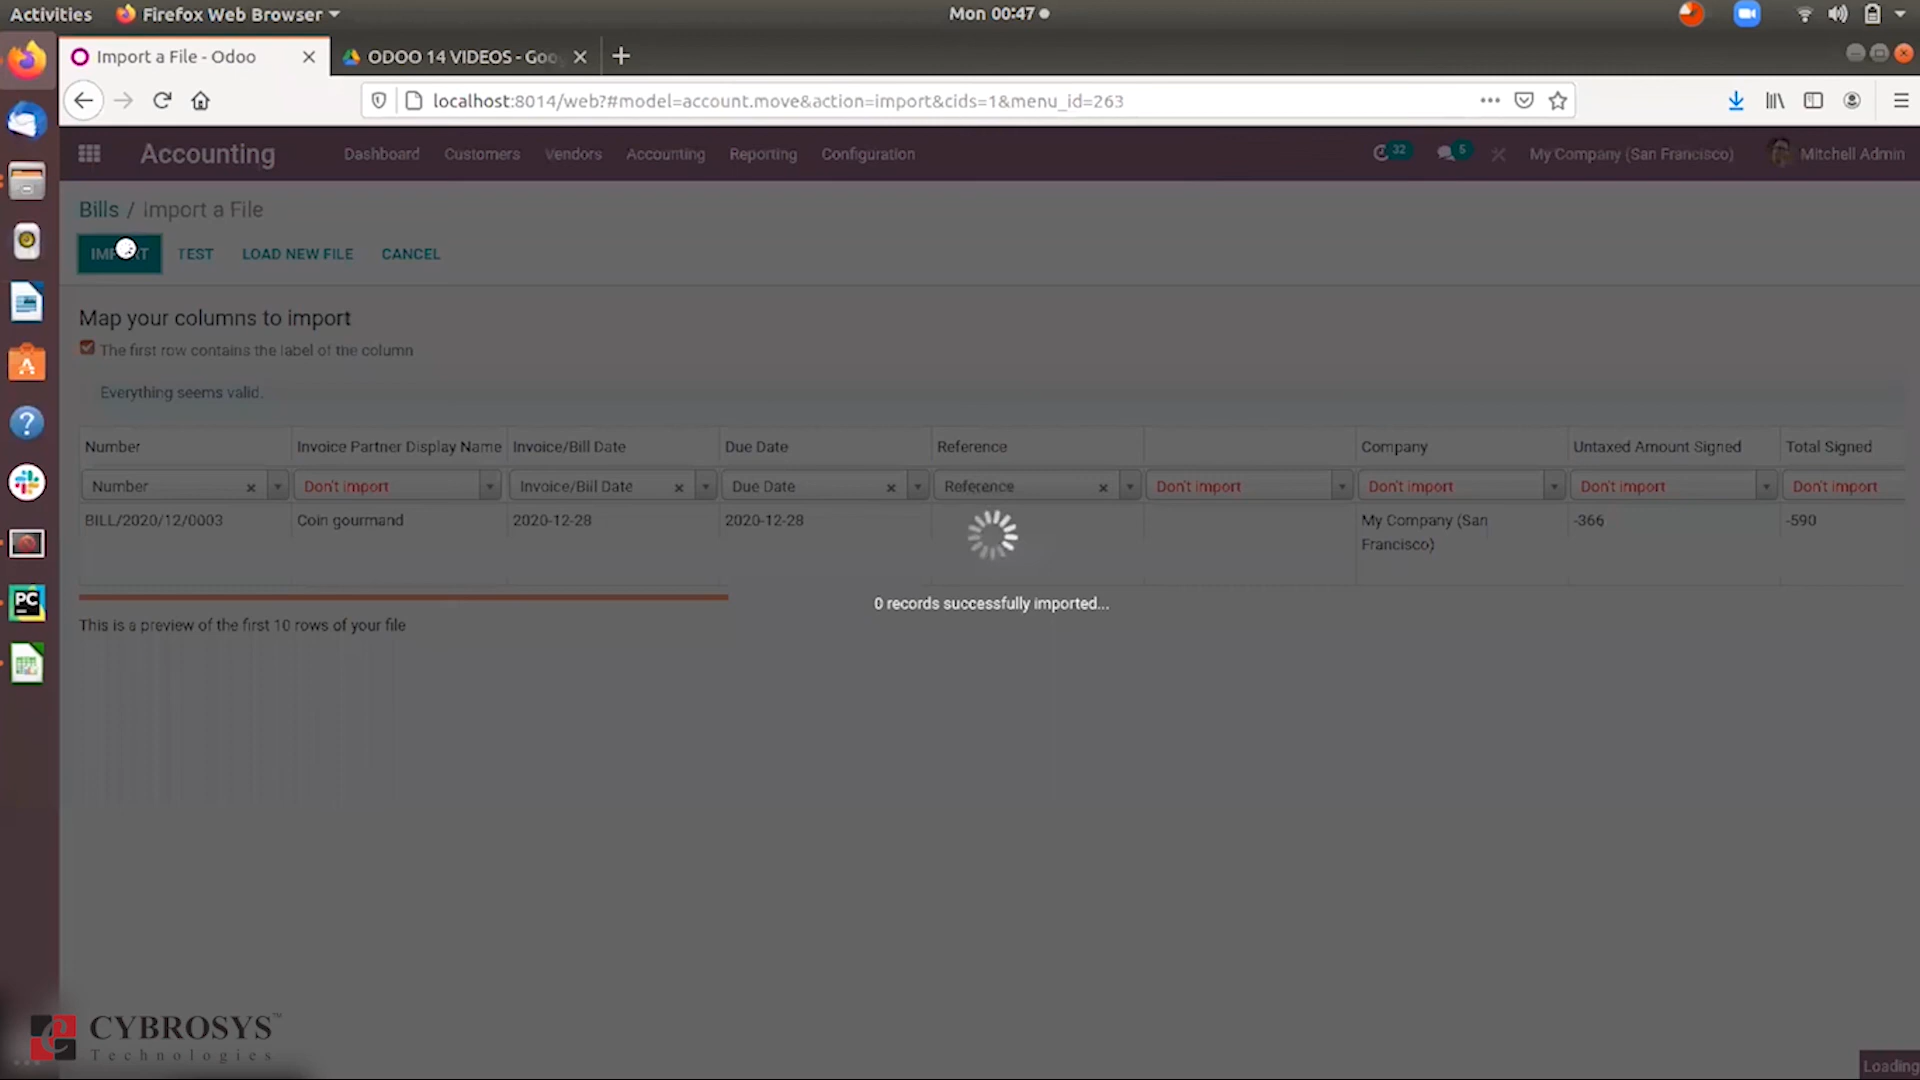 Activities Firefox Web Browser Mon 00:47
Import a File - Odoo ODOO 14 VIDEOS - Goo
localhost:8014/web?#model=account.move&action=import&cids=1&menu_id=263
Accounting Dashboard Customers Vendors Accounting Reporting Configuration 32 5 My Company (San Francisco) Mitchell Admin
Bills / Import a File
IMPORT TEST LOAD NEW FILE CANCEL
Map your columns to import
The first row contains the label of the column
Everything seems valid.
Number Invoice Partner Display Name Invoice/Bill Date Due Date Reference Company Untaxed Amount Signed Total Signed
Number Don't import Invoice/Bill Date Due Date Reference Don't import Don't import Don't import Don't import
BILL/2020/12/0003 Coin gourmand 2020-12-28 2020-12-28 My Company (San -366 -590
Francisco)
0 records successfully imported...
This is a preview of the first 10 rows of your file
PC
CYBROSYS™
Technologies
Loading